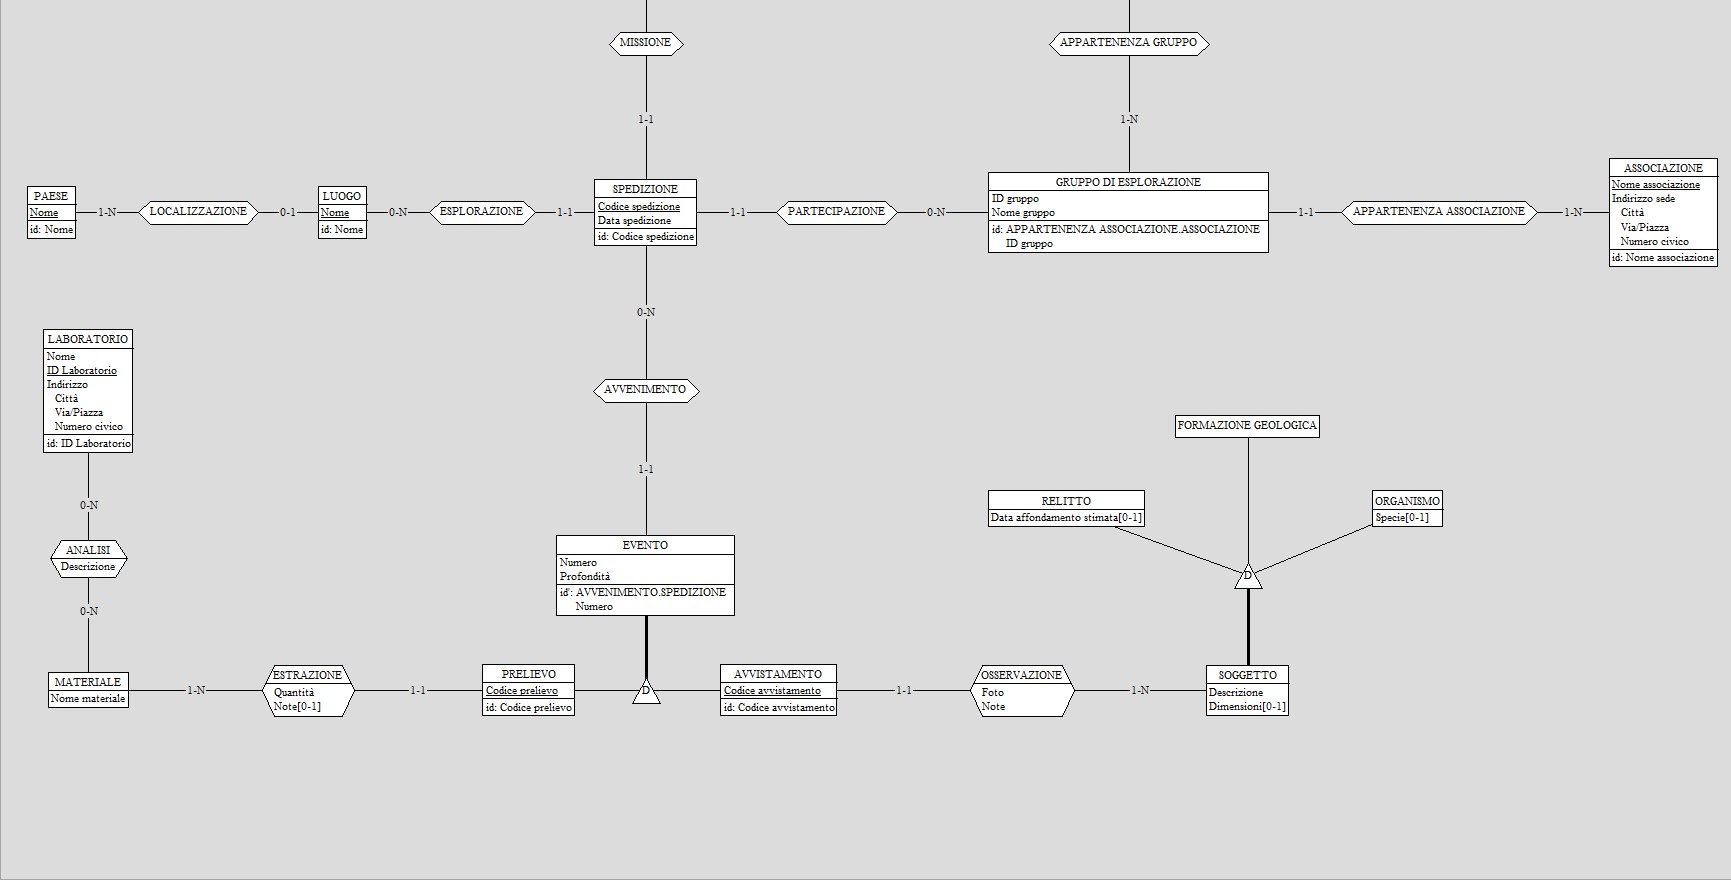 MISSIONE
APPARTENENZA GRUPPO
1-1
1-N
PAESE
Nome
id: Nome
1-N
LOCALIZZAZIONE
0-1
LUOGO
Nome
id: Nome
0-N
ESPLORAZIONE
1-1
SPEDIZIONE
Codice spedizione
Data spedizione
id: Codice spedizione
1-1
PARTECIPAZIONE
0-N
GRUPPO DI ESPLORAZIONE
ID gruppo
Nome gruppo
id: APPARTENENZA ASSOCIAZIONE.ASSOCIAZIONE
ID gruppo
1-1
APPARTENENZA ASSOCIAZIONE
1-N
ASSOCIAZIONE
Nome associazione
Indirizzo sede
Città
Via/Piazza
Numero civico
id: Nome associazione
0-N
LABORATORIO
Nome
ID Laboratorio
Indirizzo
Città
Via/Piazza
Numero civico
id: ID Laboratorio
AVVENIMENTO
FORMAZIONE GEOLOGICA
1-1
0-N
RELITTO
Data affondamento stimata[0-1]
ORGANISMO
Specie[0-1]
ANALISI
Descrizione
EVENTO
Numero
Profondità
id': AVVENIMENTO.SPEDIZIONE
Numero
D
0-N
MATERIALE
Nome materiale
1-N
ESTRAZIONE
Quantità
Note[0-1]
1-1
PRELIEVO
Codice prelievo
id: Codice prelievo
D
AVVISTAMENTO
Codice avvistamento
id: Codice avvistamento
1-1
OSSERVAZIONE
Foto
Note
1-N
SOGGETTO
Descrizione
Dimensioni[0-1]